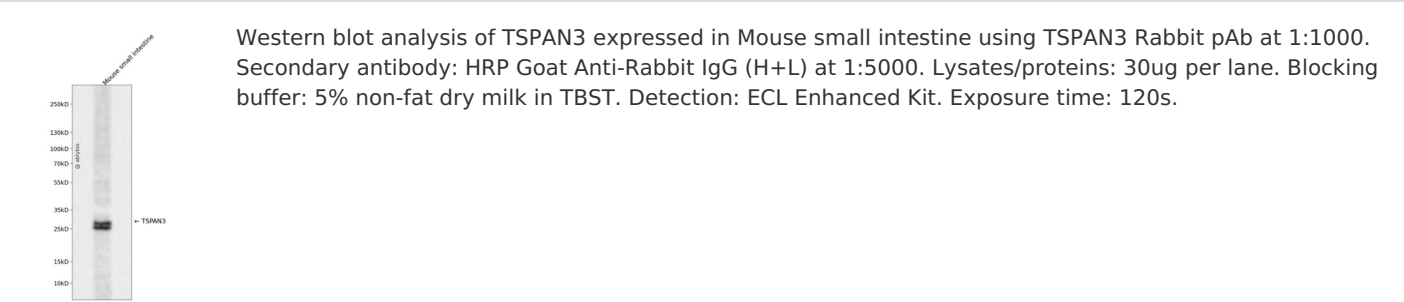 Western blot analysis of TSPAN3 expressed in Mouse small intestine using TSPAN3 Rabbit pAb at 1:1000.
Secondary antibody: HRP Goat Anti-Rabbit IgG (H+L) at 1:5000. Lysates/proteins: 30ug per lane. Blocking
buffer: 5% non-fat dry milk in TBST. Detection: ECL Enhanced Kit. Exposure time: 120s.
Mouse small intestine
250kD
130kD
100kD
70kD
55kD
35kD
25kD
15kD
10kD
← TSPAN3